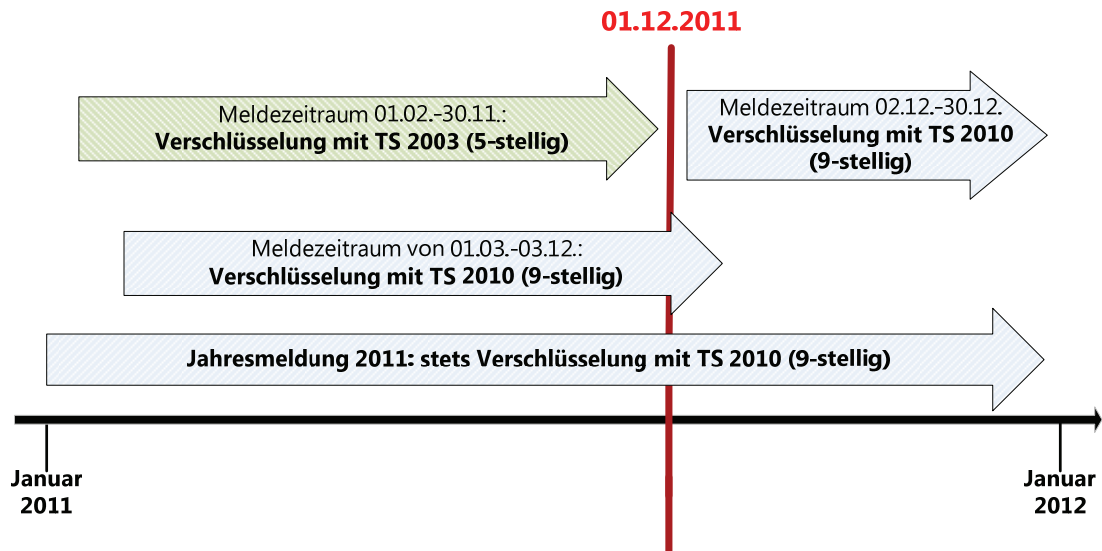 01.12.2011
Meldezeitraum 01.02.-30.11.:
Verschlüsselung mit TS 2003 (5-stellig)
Meldezeitraum 02.12.-30.12.
Verschlüsselung mit TS 2010
(9-stellig)
Meldezeitraum von 01.03.-03.12.:
Verschlüsselung mit TS 2010 (9-stellig)
Jahresmeldung 2011: stets Verschlüsselung mit TS 2010 (9-stellig)
Januar
2011
Januar
2012